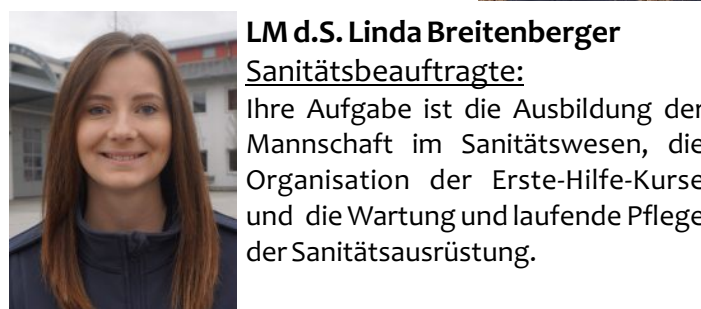 LM d.S. Linda Breitenberger
Sanitätsbeauftragte:
Ihre Aufgabe ist die Ausbildung der
Mannschaft im Sanitätswesen, die
Organisation der Erste-Hilfe-Kurse
und die Wartung und laufende Pflege
der Sanitätsausrüstung.